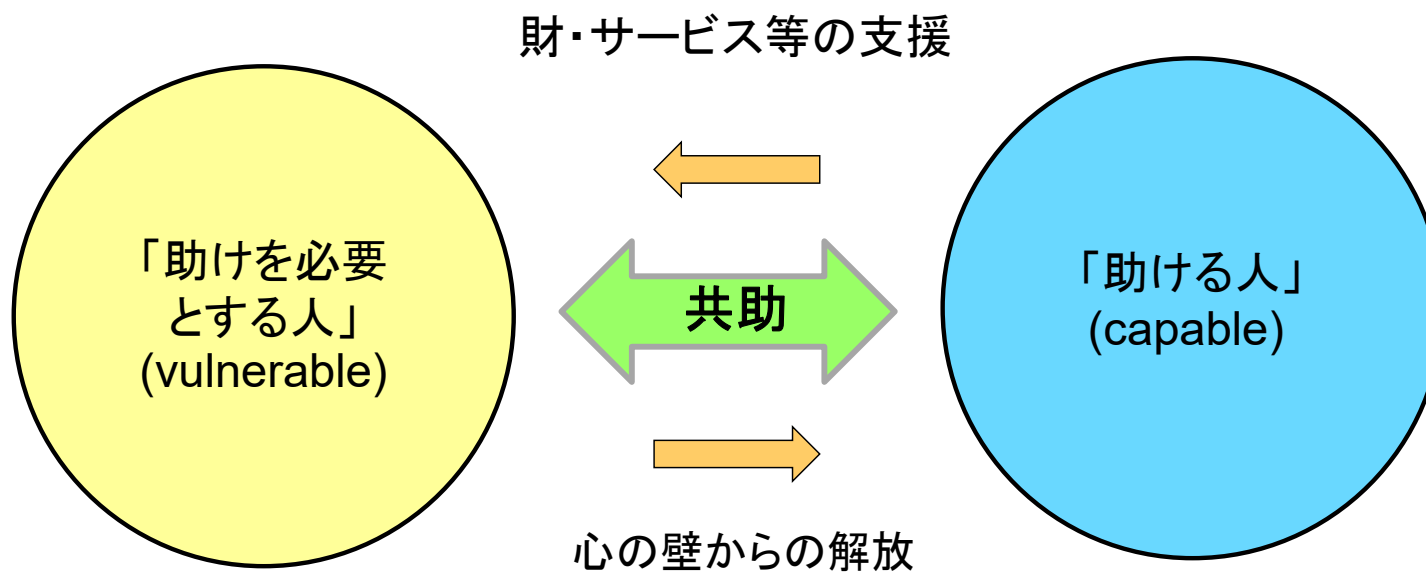 財・サービス等の支援
「助けを必要
とする人」
(vulnerable)
共助
「助ける人」
(capable)
心の壁からの解放